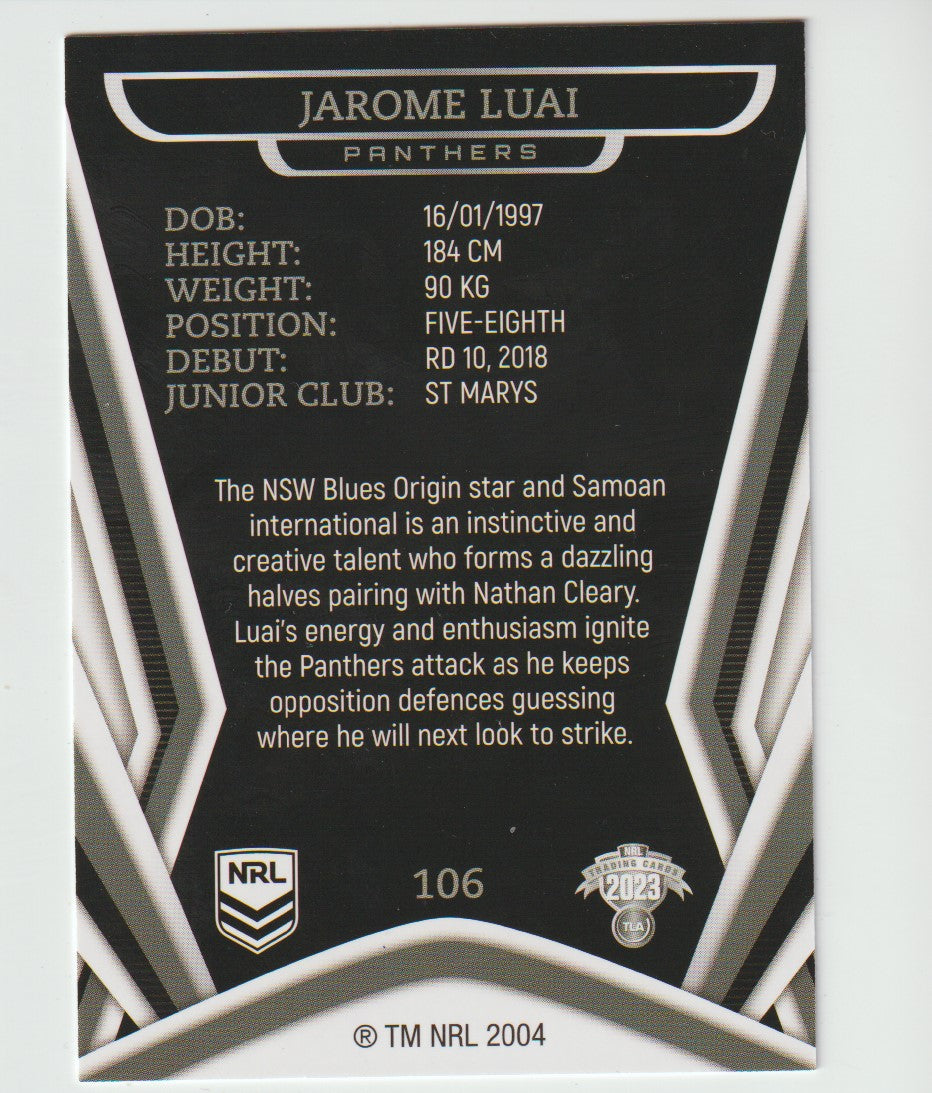 JAROME LUAI
PANTHERS
DOB: 16/01/1997
HEIGHT: 184 CM
WEIGHT: 90 KG
POSITION: FIVE-EIGHTH
DEBUT: RD 10, 2018
JUNIOR CLUB: ST MARYS
The NSW Blues Origin star and Samoan
international is an instinctive and
creative talent who forms a dazzling
halves pairing with Nathan Cleary.
Luai's energy and enthusiasm ignite
the Panthers attack as he keeps
opposition defences guessing
where he will next look to strike.
NRL
106
NRL
TRADING CARDS
2023
TLA
® TM NRL 2004